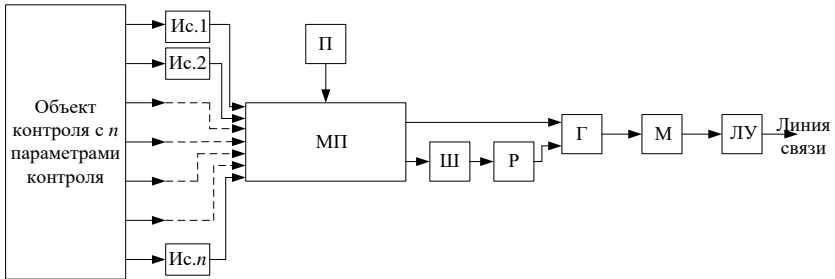 Ис.1
Ис.2
П
Объект
контроля с n
параметрами
контроля
МП
Г
М
ЛУ
Линия
связи
Ш
Р
Ис.n